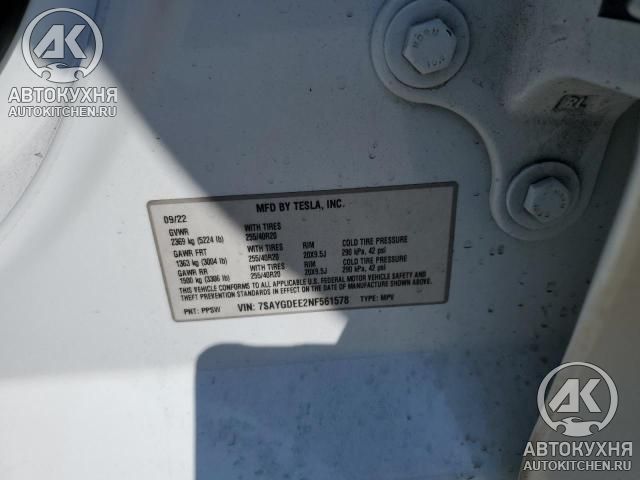 АК
АВТОКУХНЯ
AUTOKITCHEN.RU
RL
MFD BY TESLA, INC.
09/22
GVWR WITH TIRES
2369 kg (5224 lb) 255/40R20
GAWR FRT WITH TIRES RIM COLD TIRE PRESSURE
1363 kg (3004 lb) 255/40R20 20X9.5J 290 kPa, 42 psi
GAWR RR WITH TIRES RIM COLD TIRE PRESSURE
1500 kg (3306 lb) 255/40R20 20X9.5J 290 kPa, 42 psi
THIS VEHICLE CONFORMS TO ALL APPLICABLE U.S. FEDERAL MOTOR VEHICLE SAFETY AND
THEFT PREVENTION STANDARDS IN EFFECT ON THE DATE OF MANUFACTURE SHOWN ABOVE.
PNT: PPSW VIN: 7SAYGDEE2NF561578 TYPE: MPV
АК
АВТОКУХНЯ
AUTOKITCHEN.RU